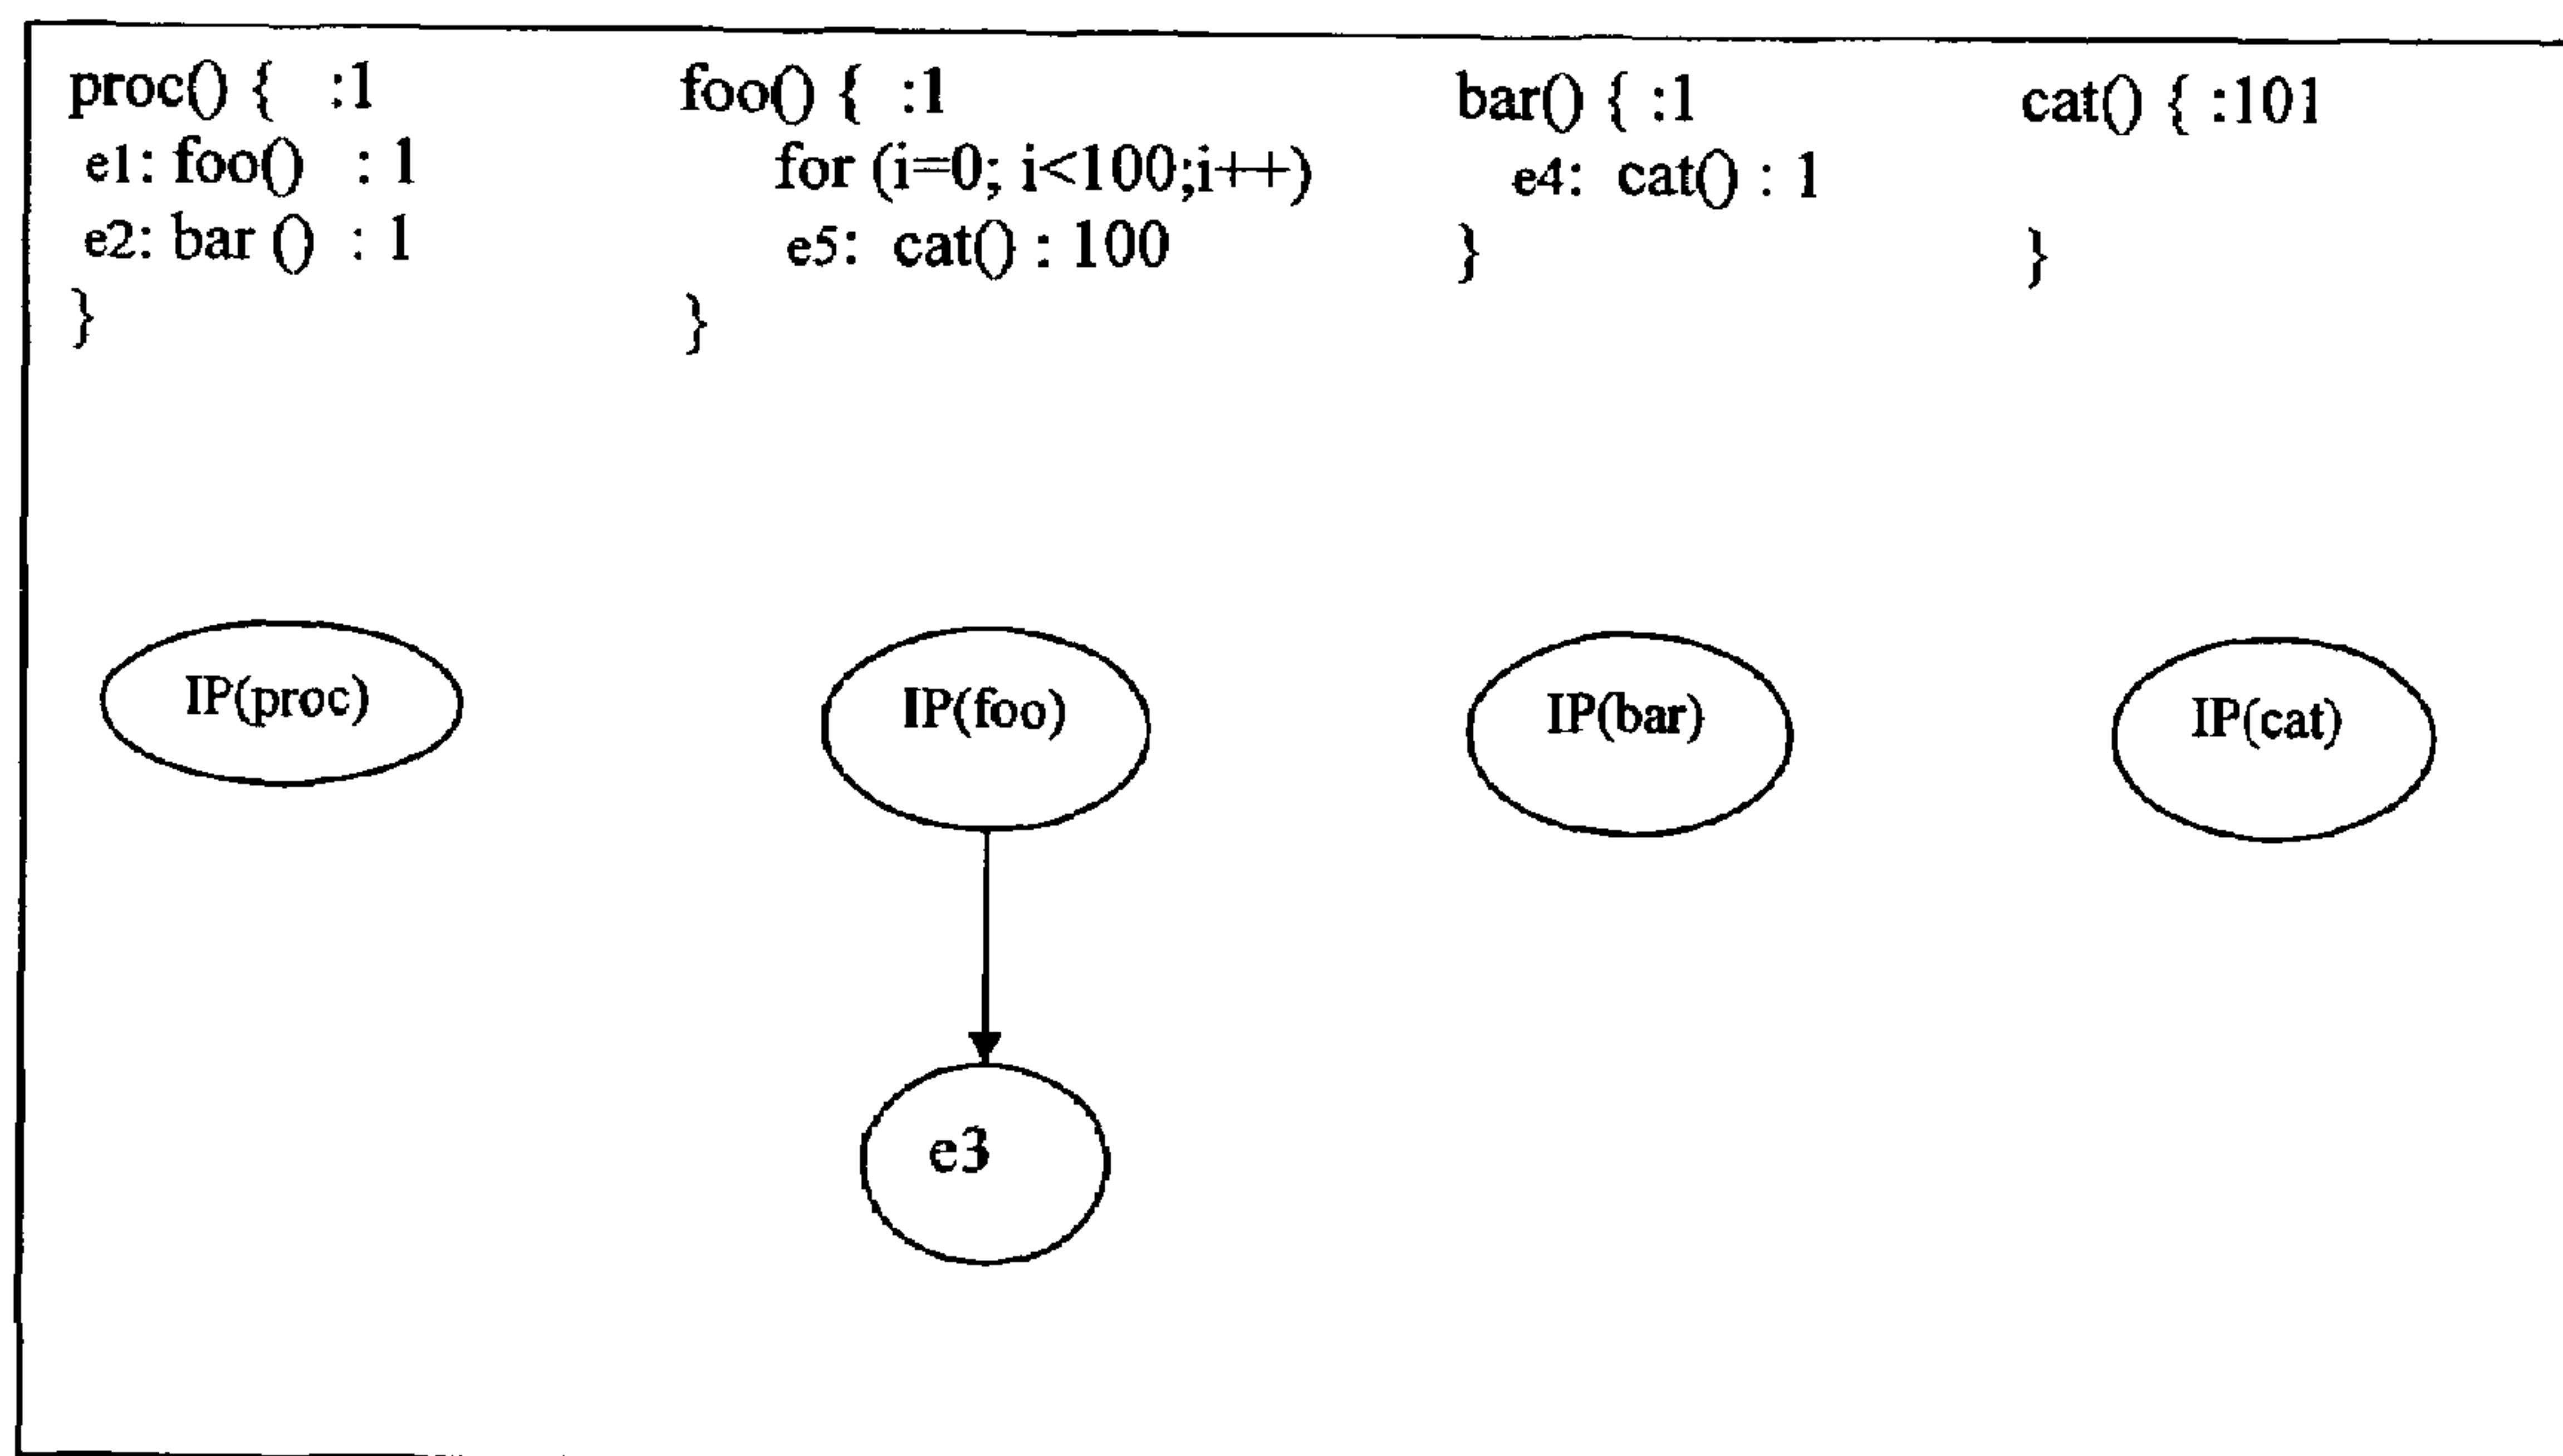 proc() {   :1
e1: foo()   : 1
e2: bar ()  : 1
}
foo() {  :1
for (i=0; i<100;i++)
e5:  cat() : 100
}
bar() { :1
e4:  cat() : 1
}
cat() { :101
}
IP(proc)
IP(foo)
IP(bar)
IP(cat)
e3